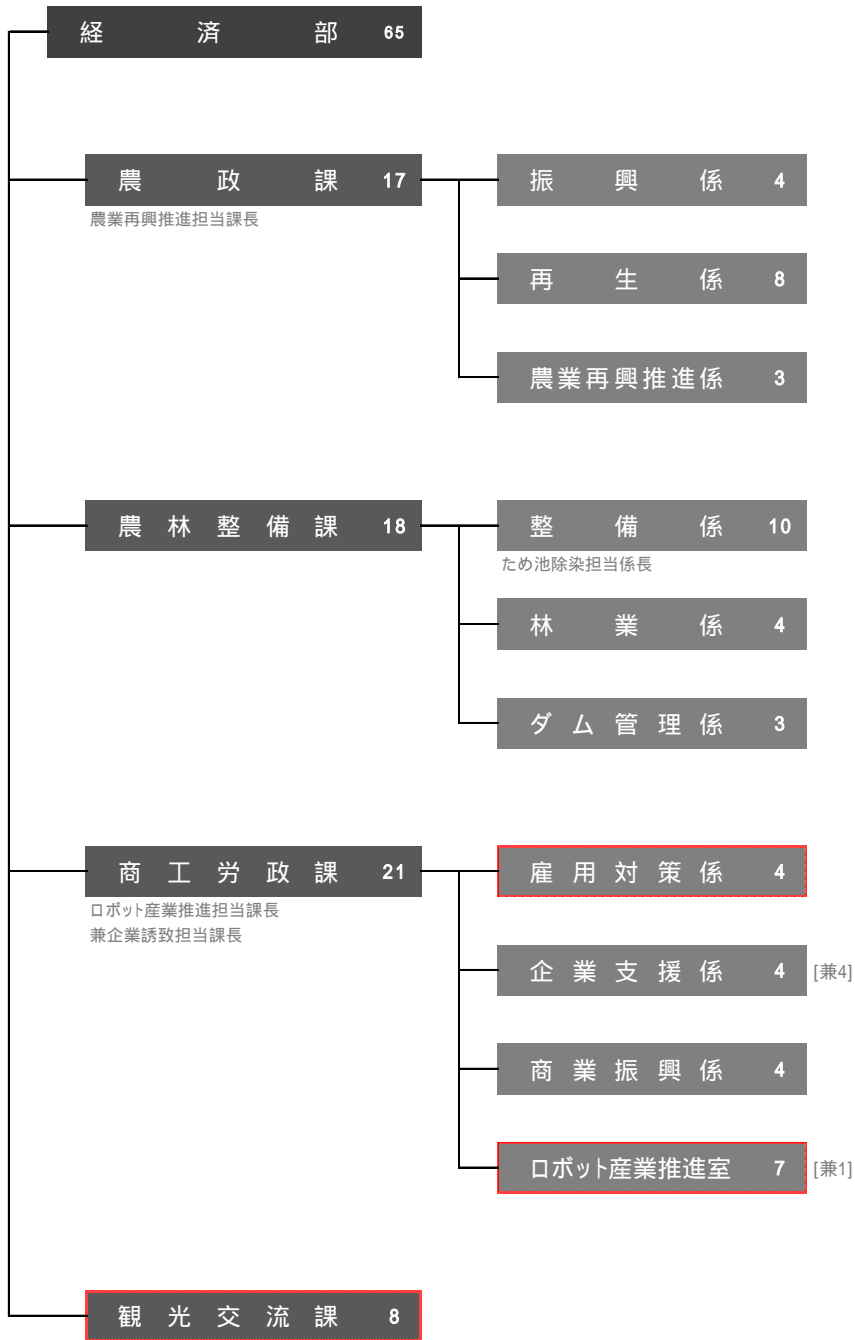 経済部 65
農政課 17
農業再興推進担当課長
振興係 4
再生係 8
農業再興推進係 3
農林整備課 18
整備係 10
ため池除染担当係長
林業係 4
ダム管理係 3
商工労政課 21
ロボット産業推進担当課長
兼企業誘致担当課長
雇用対策係 4
企業支援係 4 [兼4]
商業振興係 4
ロボット産業推進室 7 [兼1]
観光交流課 8